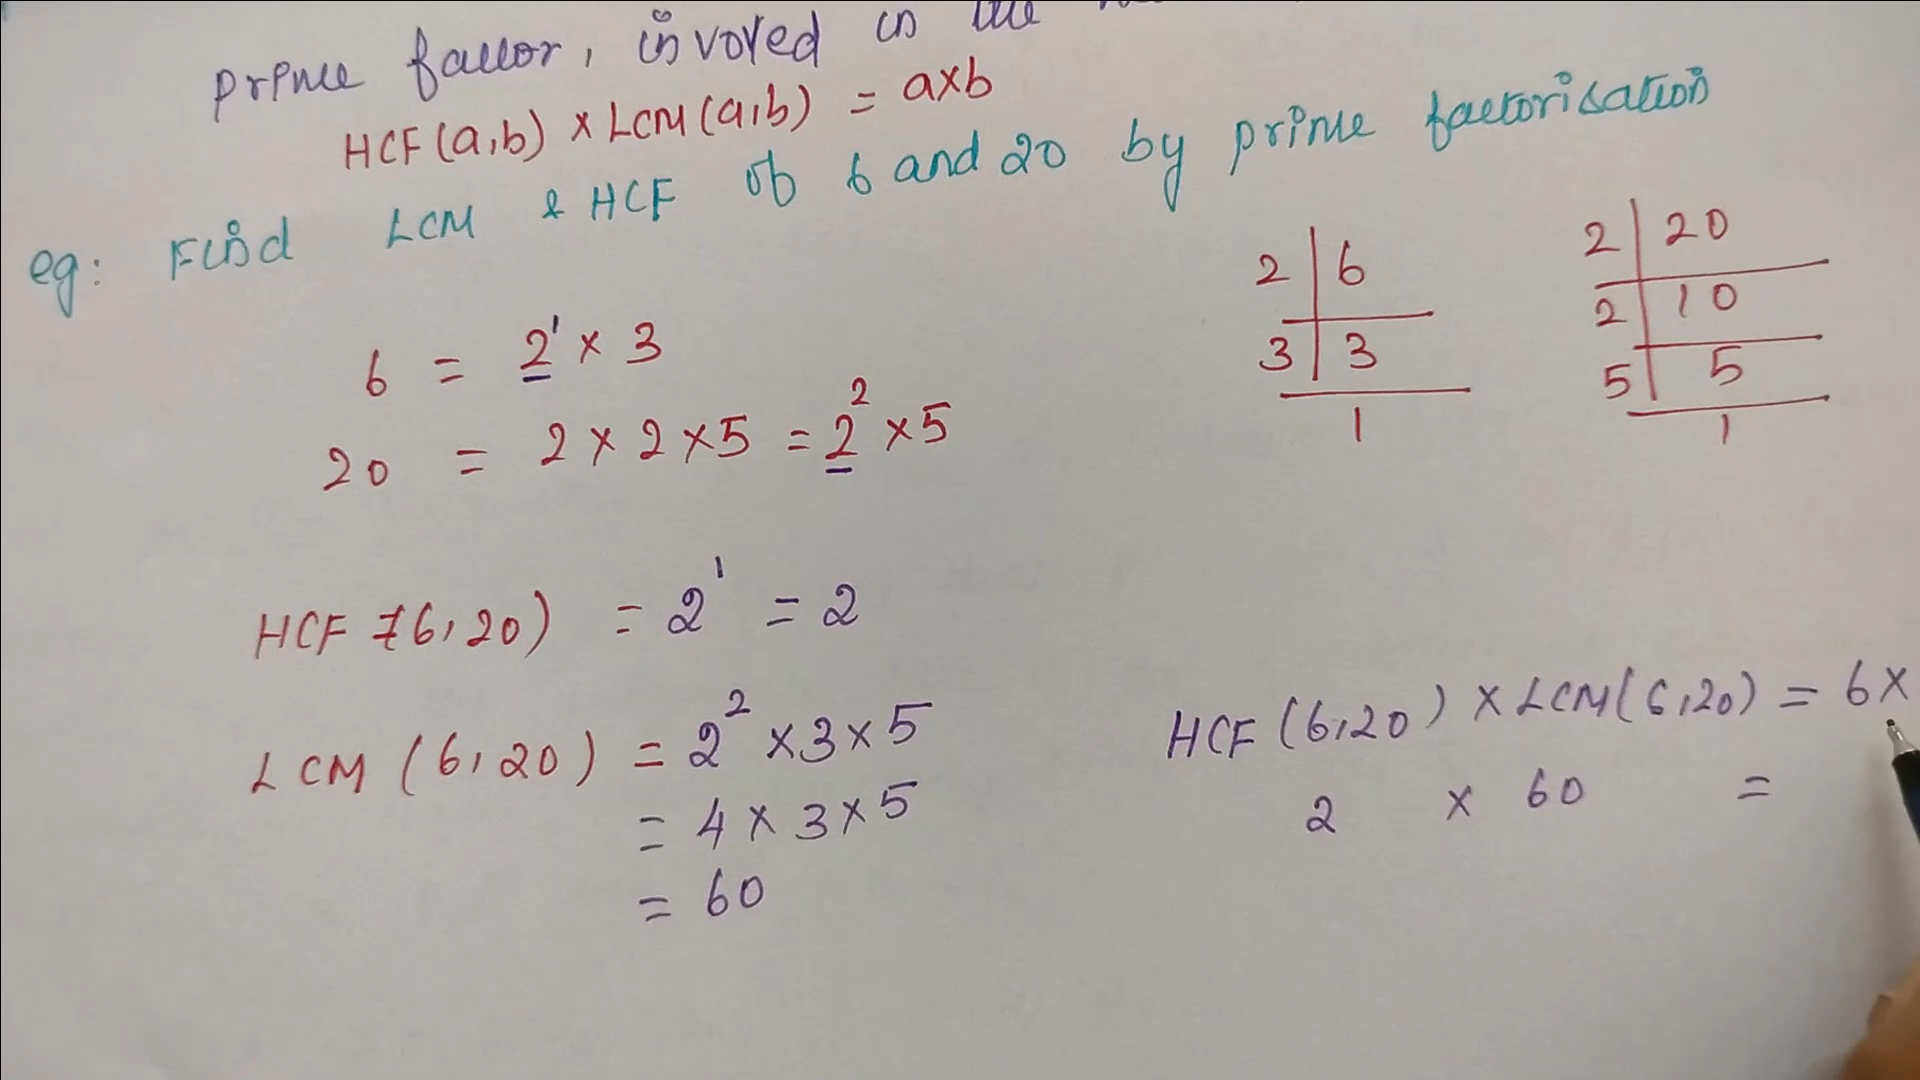 prime factor, invoved in the
HCF(a,b) × LCM(a,b) = a×b
eg: Find LCM & HCF of 6 and 20 by prime factorisation
2 | 6
3 | 3
1
2 | 20
2 | 10
5 | 5
1
6 = 2¹ × 3
20 = 2 × 2 × 5 = 2² × 5
HCF (6,20) = 2¹ = 2
LCM (6,20) = 2² × 3 × 5
= 4 × 3 × 5
= 60
HCF (6,20) × LCM(6,20) = 6×
2 × 60 =